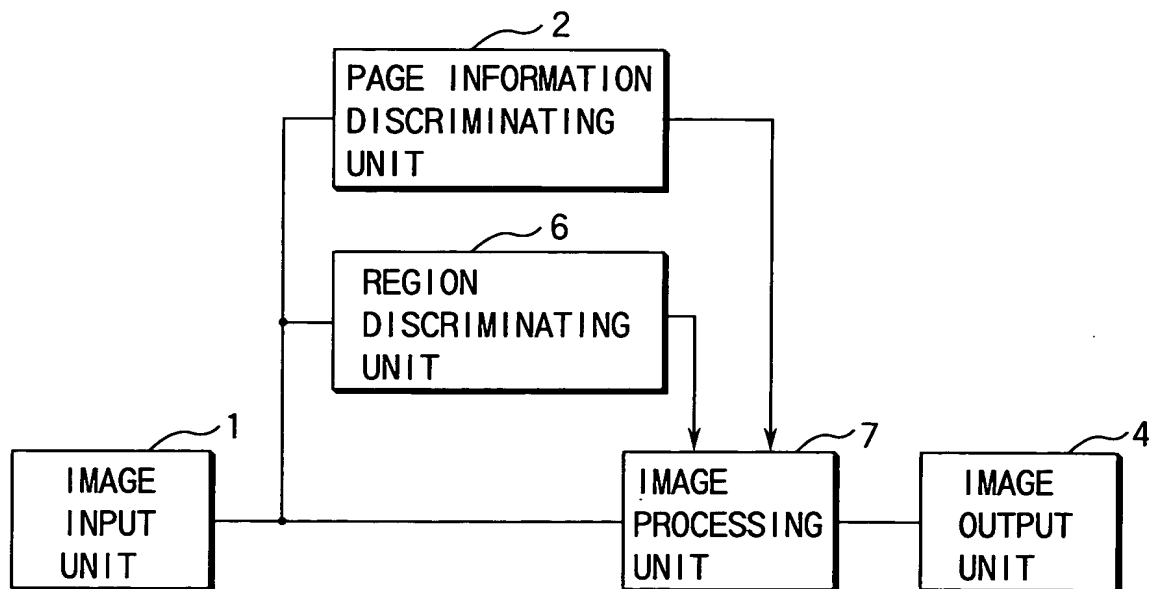 2
PAGE INFORMATION
DISCRIMINATING
UNIT
6
REGION
DISCRIMINATING
UNIT
1
IMAGE
INPUT
UNIT
7
IMAGE
PROCESSING
UNIT
4
IMAGE
OUTPUT
UNIT